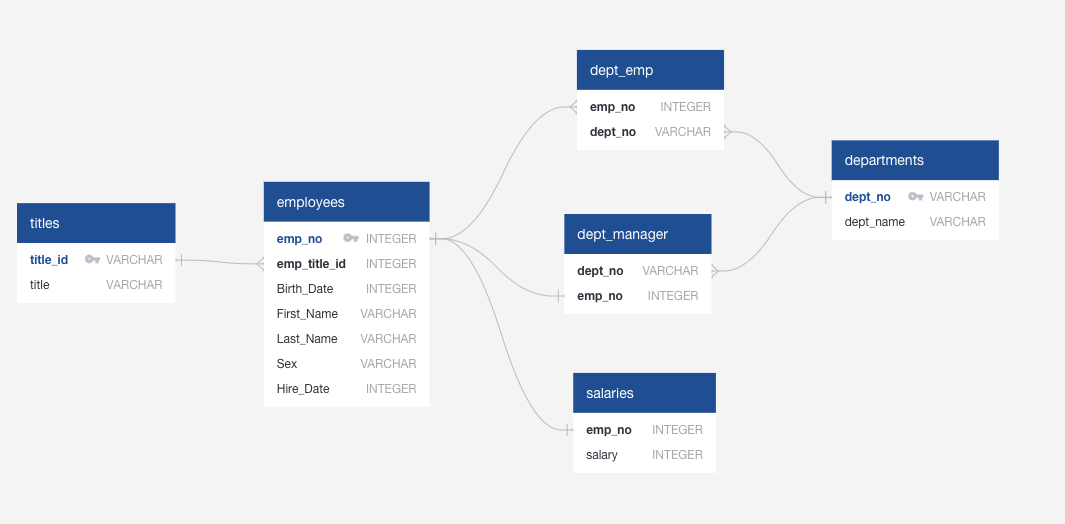 titles
title_id VARCHAR
title VARCHAR
employees
emp_no INTEGER
emp_title_id INTEGER
Birth_Date INTEGER
First_Name VARCHAR
Last_Name VARCHAR
Sex VARCHAR
Hire_Date INTEGER
dept_emp
emp_no INTEGER
dept_no VARCHAR
dept_manager
dept_no VARCHAR
emp_no INTEGER
salaries
emp_no INTEGER
salary INTEGER
departments
dept_no VARCHAR
dept_name VARCHAR